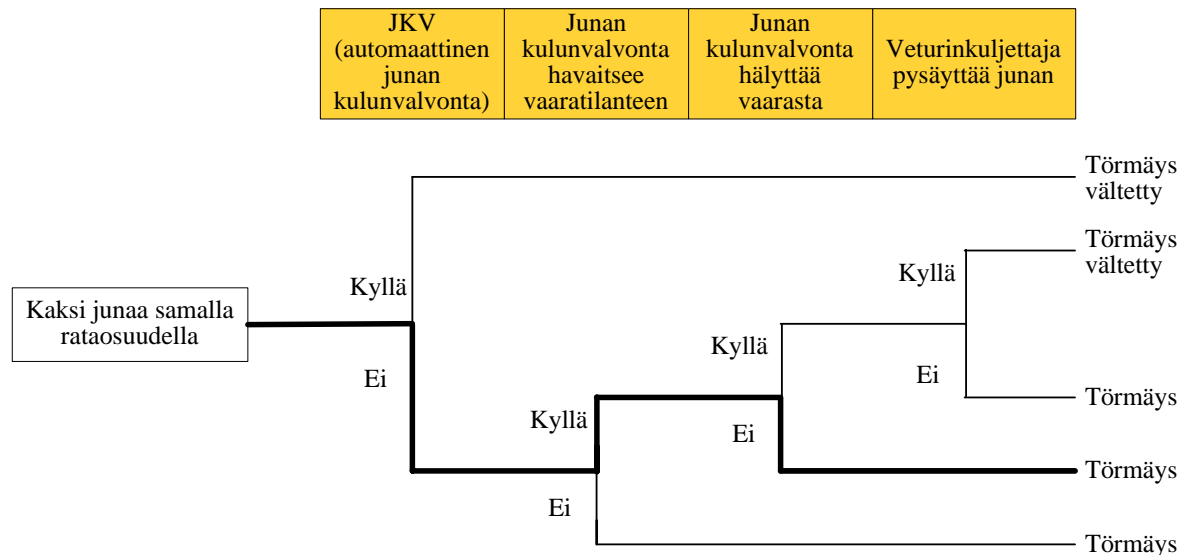 JKV
(automaattinen
junan
kulunvalvonta)
Junan
kulunvalvonta
havaitsee
vaaratilanteen
Junan
kulunvalvonta
hälyttää
vaarasta
Veturinkuljettaja
pysäyttää junan
Törmäys
vältetty
Törmäys
vältetty
Kyllä
Kyllä
Kaksi junaa samalla
rataosuudella
Kyllä
Ei
Ei
Törmäys
Kyllä
Ei
Törmäys
Ei
Törmäys